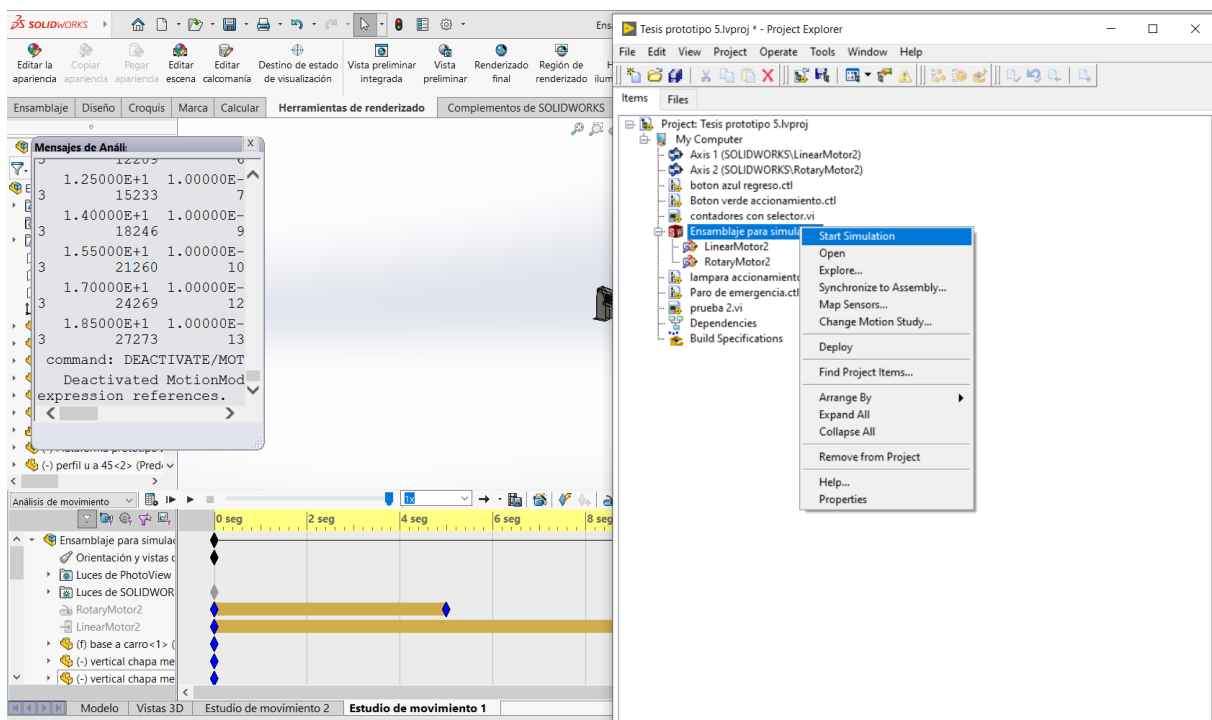 SOLIDWORKS
Ens
Editar la apariencia
Copiar apariencia
Pegar apariencia
Editar escena
Editar calcomanía
Destino de estado de visualización
Vista preliminar integrada
Vista preliminar
Renderizado final
Región de renderizado
H
ilum
Ensamblaje
Diseño
Croquis
Marca
Calcular
Herramientas de renderizado
Complementos de SOLIDWORKS
Mensajes de Análi:
X
3 12209 6
1.25000E+1 1.00000E-
3 15233 7
1.40000E+1 1.00000E-
3 18246 9
1.55000E+1 1.00000E-
3 21260 10
1.70000E+1 1.00000E-
3 24269 12
1.85000E+1 1.00000E-
3 27273 13
command: DEACTIVATE/MOT
Deactivated MotionMod
expression references.
(-) perfil u a 45<2> (Pred
Análisis de movimiento
1x
0 seg
2 seg
4 seg
6 seg
8 seg
Ensamblaje para simulac
Orientación y vistas d
Luces de PhotoView
Luces de SOLIDWOR
RotaryMotor2
LinearMotor2
(f) base a carro<1> (
(-) vertical chapa me
(-) vertical chapa me
Modelo
Vistas 3D
Estudio de movimiento 2
Estudio de movimiento 1
Tesis prototipo 5.lvproj * - Project Explorer
File Edit View Project Operate Tools Window Help
Items
Files
Project: Tesis prototipo 5.lvproj
My Computer
Axis 1 (SOLIDWORKS\LinearMotor2)
Axis 2 (SOLIDWORKS\RotaryMotor2)
boton azul regreso.ctl
Boton verde accionamiento.ctl
contadores con selector.vi
Ensamblaje para simula
LinearMotor2
RotaryMotor2
lampara accionamiento
Paro de emergencia.ctl
prueba 2.vi
Dependencies
Build Specifications
Start Simulation
Open
Explore...
Synchronize to Assembly...
Map Sensors...
Change Motion Study...
Deploy
Find Project Items...
Arrange By
Expand All
Collapse All
Remove from Project
Help...
Properties